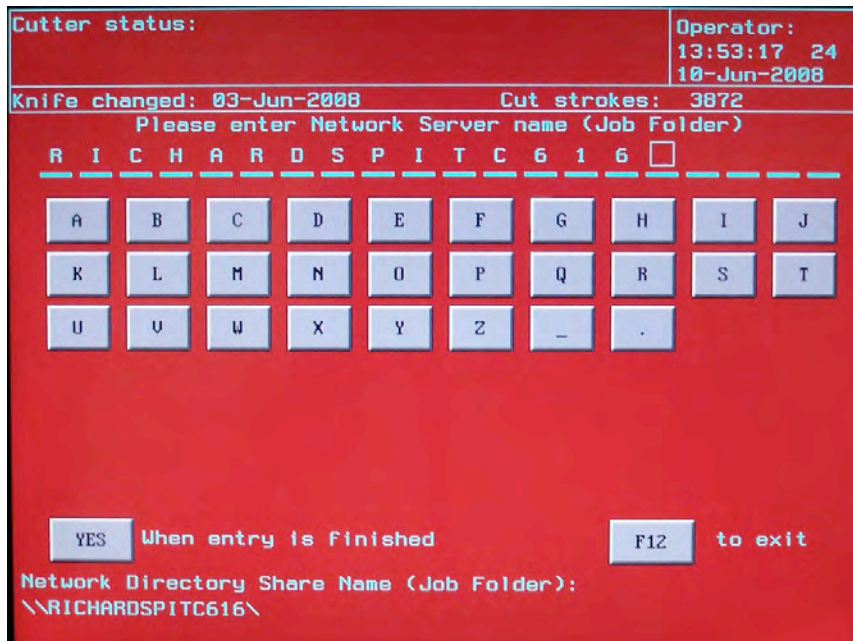 Cutter status:
Operator:
13:53:17 24
10-Jun-2008
Knife changed: 03-Jun-2008 Cut strokes: 3872
Please enter Network Server name (Job Folder)
R I C H A R D S P I T C 6 1 6
A B C D E F G H I J
K L M N O P Q R S T
U V W X Y Z _ .
YES When entry is finished F12 to exit
Network Directory Share Name (Job Folder):
\\RICHARDSPITC616\